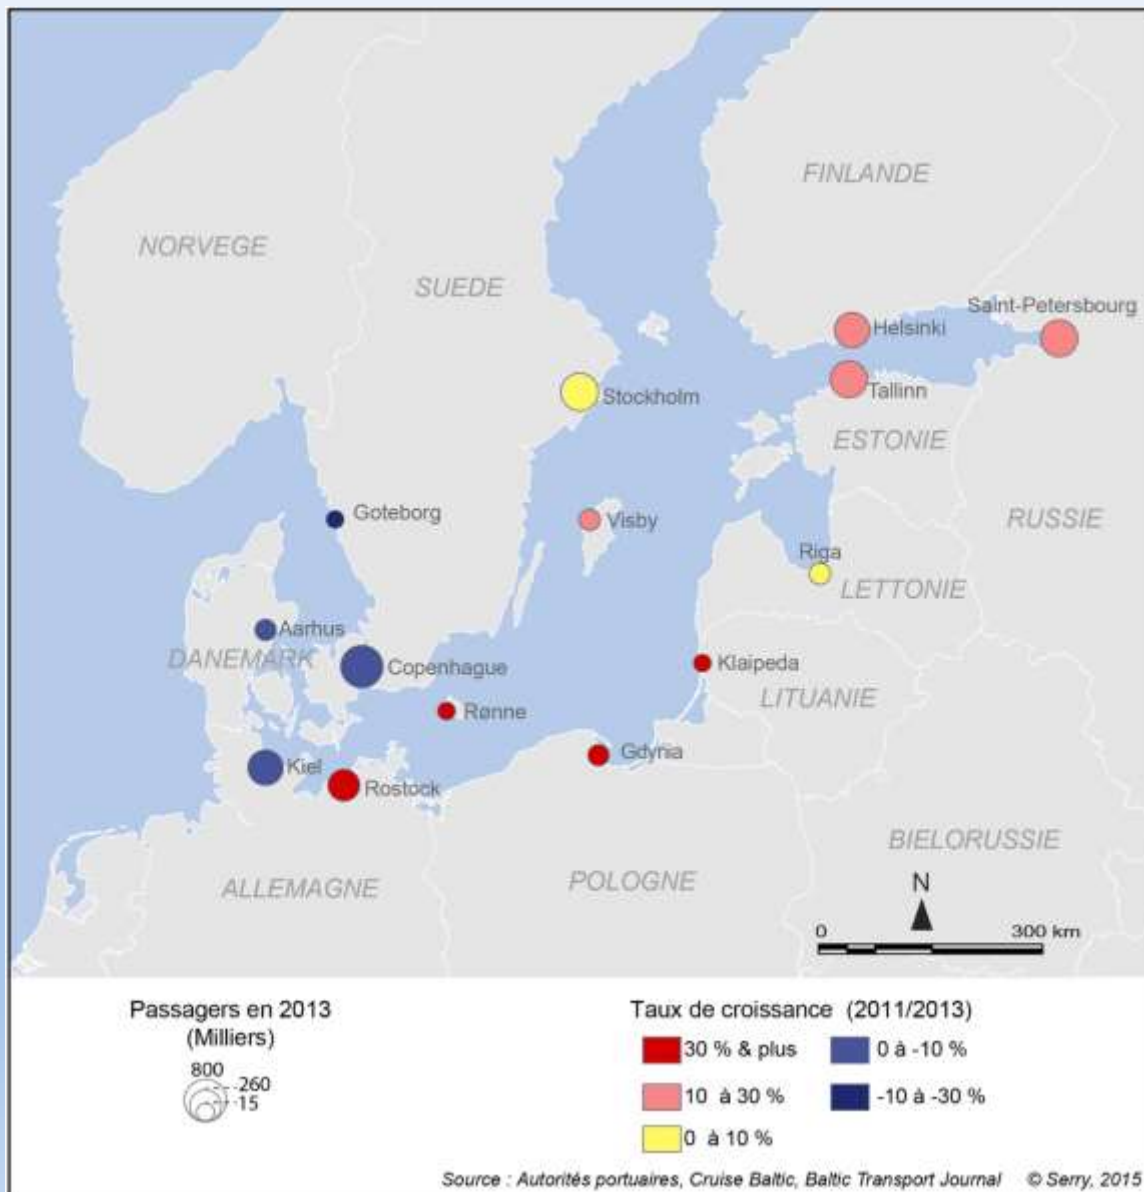 FINLANDE
NORVEGE
SUEDE
Saint-Petersbourg
Helsinki
Tallinn
Stockholm
ESTONIE
Goteborg
Visby
RUSSIE
Riga
LETTONIE
Aarhus
DANEMARK
Copenhague
Klaipeda
LITUANIE
Rønne
Gdynia
Kiel
Rostock
BIELORUSSIE
ALLEMAGNE
POLOGNE
N
0 300 km
Passagers en 2013
(Milliers)
800
260
15
Taux de croissance (2011/2013)
30 % & plus
0 à -10 %
10 à 30 %
-10 à -30 %
0 à 10 %
Source : Autorités portuaires, Cruise Baltic, Baltic Transport Journal © Serry, 2015